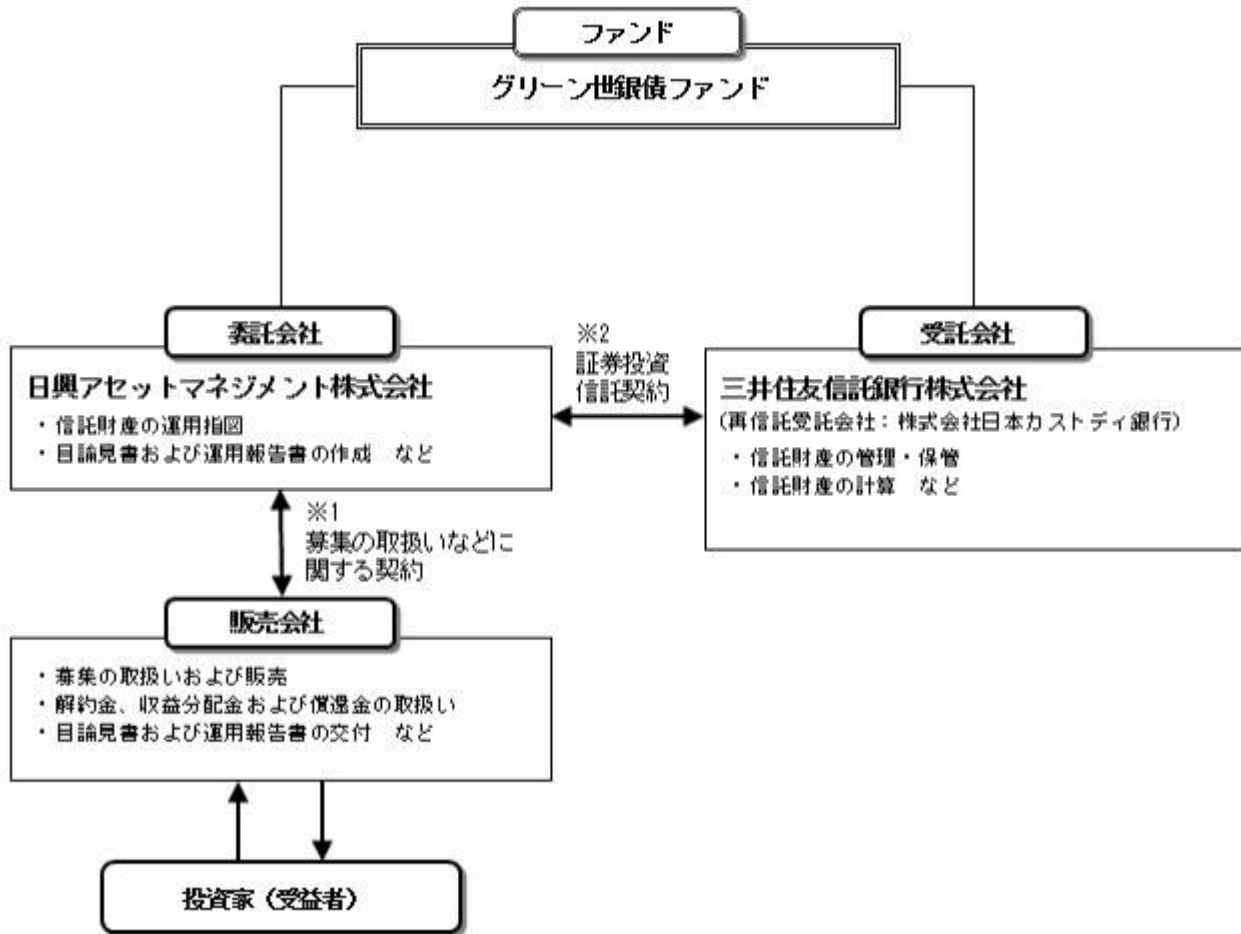 ファンド
グリーン世銀債ファンド
委託会社
日興アセットマネジメント株式会社
・信託財産の運用指図
・目論見書および運用報告書の作成　など
※2
証券投資
信託契約
受託会社
三井住友信託銀行株式会社
(再信託受託会社：株式会社日本カストディ銀行)
・信託財産の管理・保管
・信託財産の計算　など
※1
募集の取扱いなどに
関する契約
販売会社
・募集の取扱いおよび販売
・解約金、収益分配金および償還金の取扱い
・目論見書および運用報告書の交付　など
投資家（受益者）